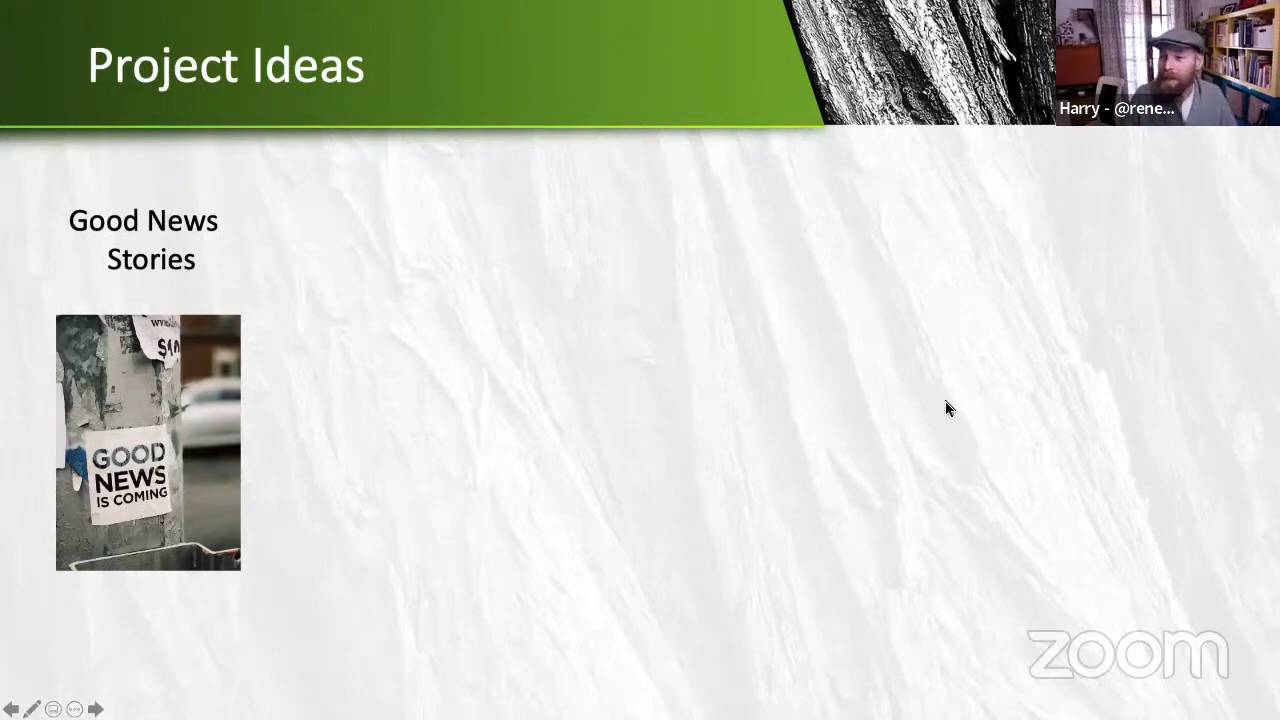 Project Ideas
Harry - @rene...
Good News
Stories
$10
GOOD
NEWS
IS COMING
zoom